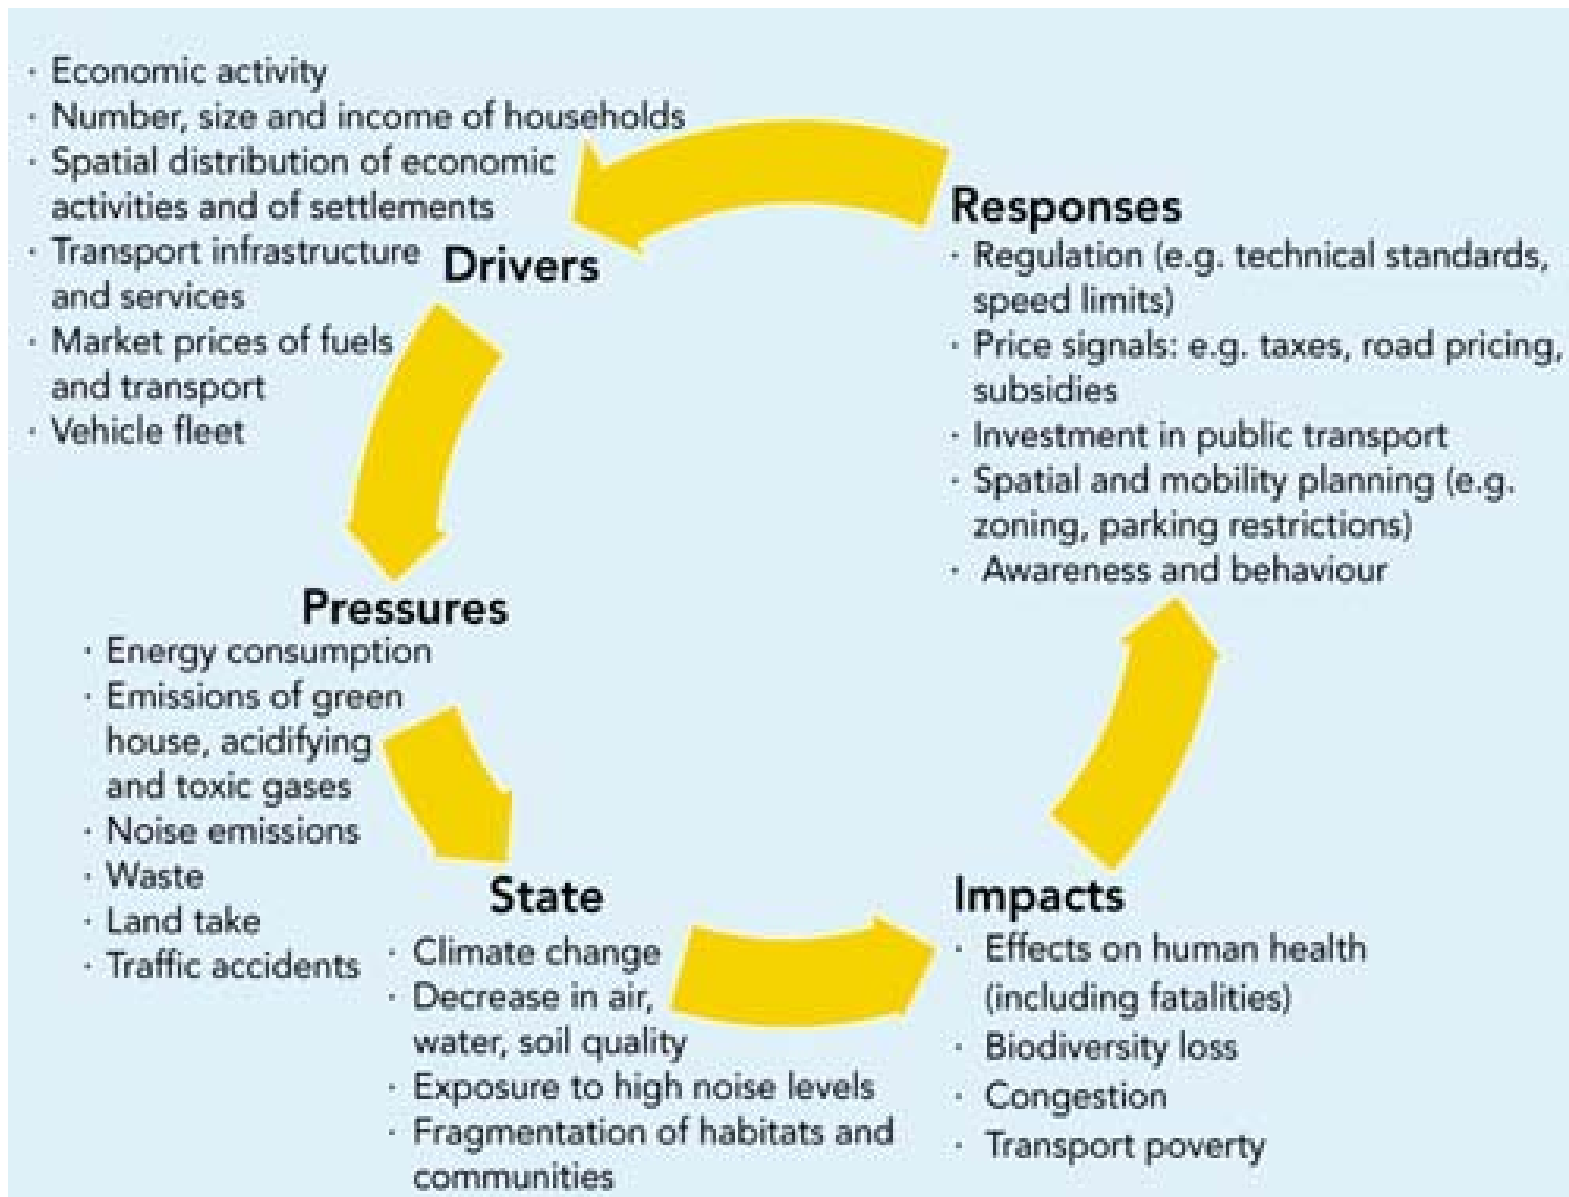 · Economic activity
· Number, size and income of households
· Spatial distribution of economic
activities and of settlements
· Transport infrastructure
and services
· Market prices of fuels
and transport
· Vehicle fleet
Drivers
Responses
· Regulation (e.g. technical standards,
speed limits)
· Price signals: e.g. taxes, road pricing,
subsidies
· Investment in public transport
· Spatial and mobility planning (e.g.
zoning, parking restrictions)
· Awareness and behaviour
Pressures
· Energy consumption
· Emissions of green
house, acidifying
and toxic gases
· Noise emissions
· Waste
· Land take
· Traffic accidents
State
· Climate change
· Decrease in air,
water, soil quality
· Exposure to high noise levels
· Fragmentation of habitats and
communities
Impacts
· Effects on human health
(including fatalities)
· Biodiversity loss
· Congestion
· Transport poverty